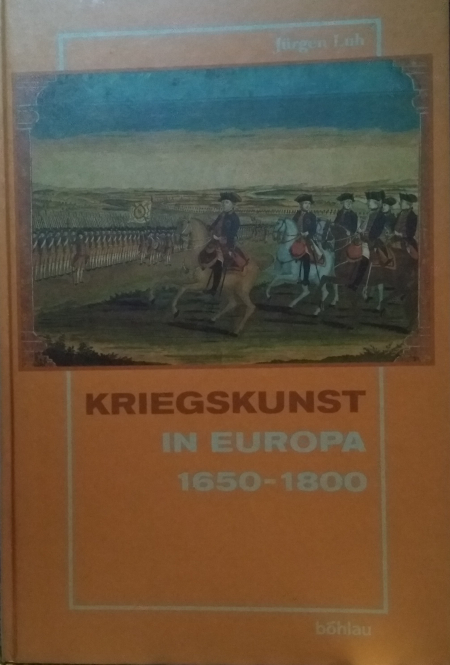 Jürgen Luh
KRIEGSKUNST
IN EUROPA
1650-1800
böhlau